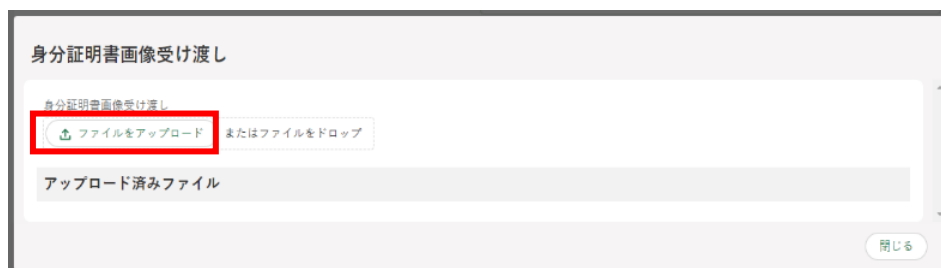 身分証明書画像受け渡し
身分証明書画像受け渡し
ファイルをアップロード またはファイルをドロップ
アップロード済みファイル
閉じる